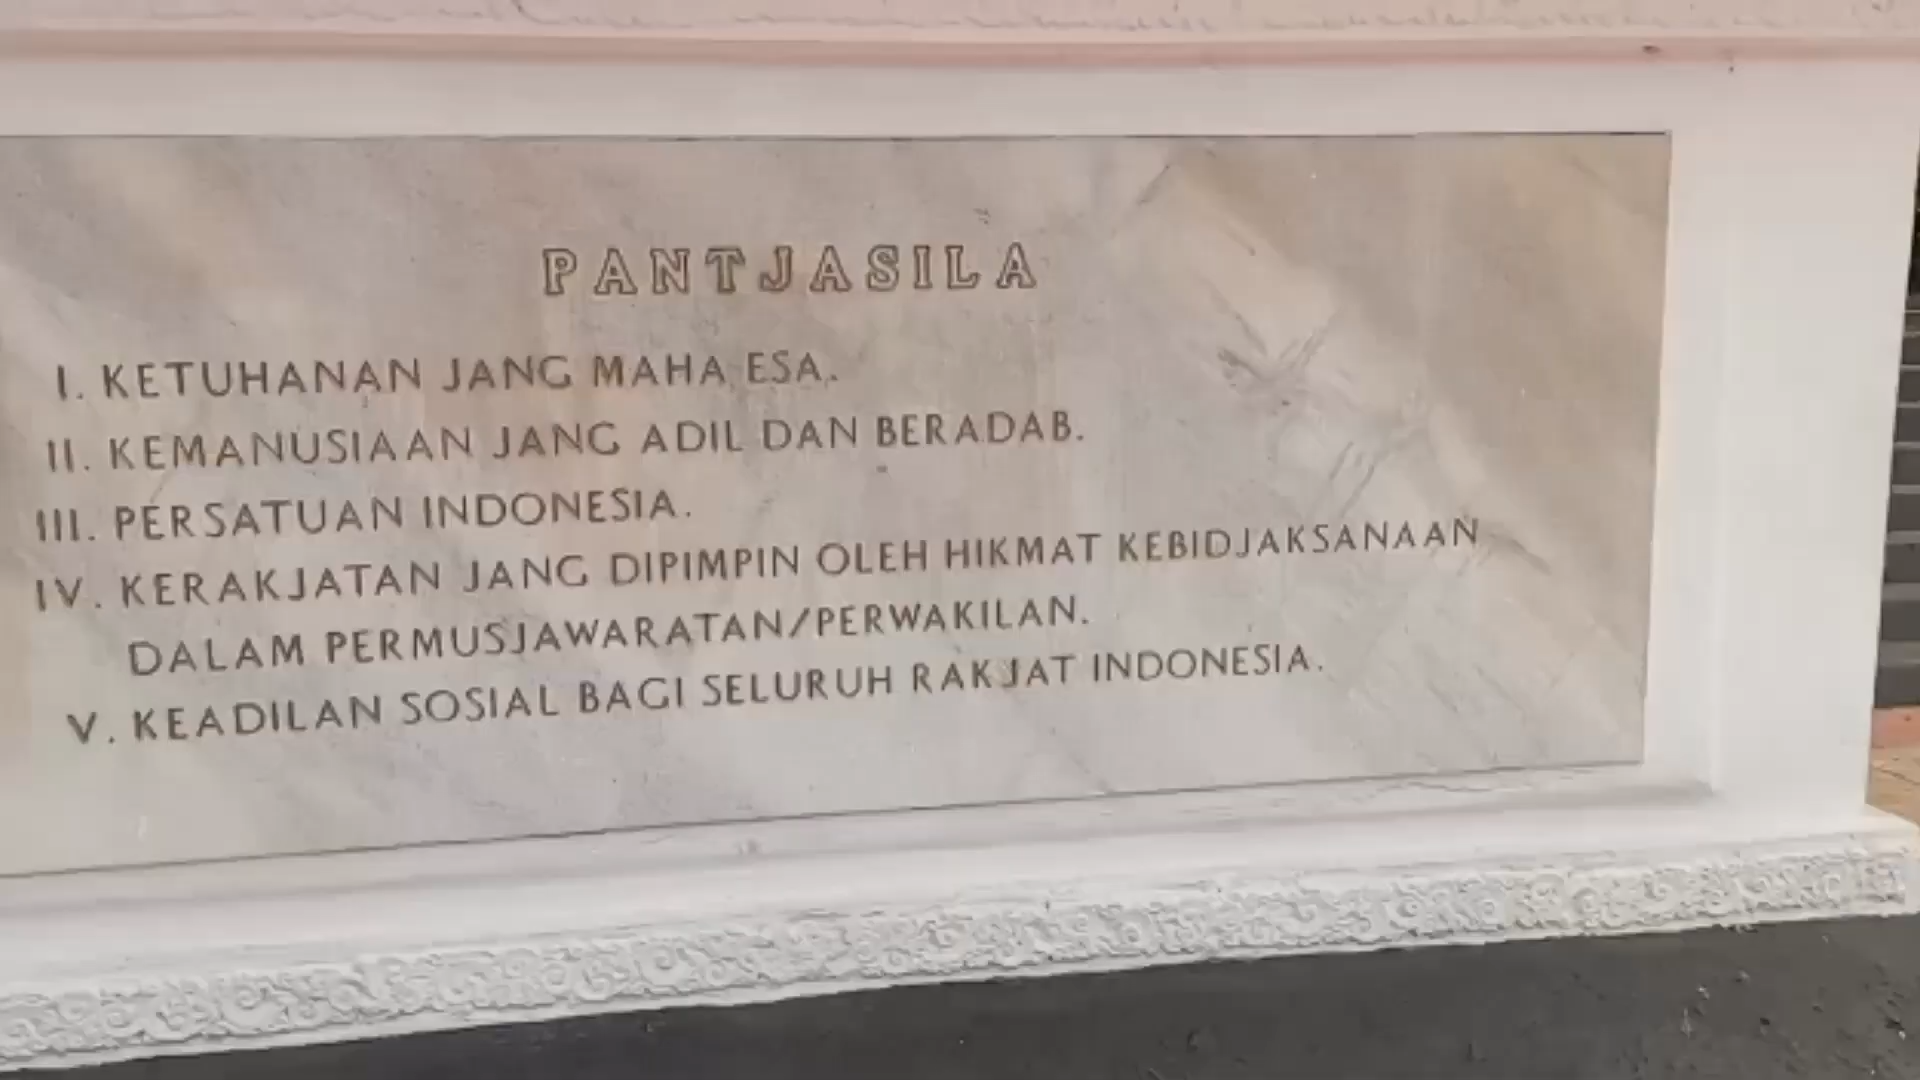 PANTJASILA
I. KETUHANAN JANG MAHA ESA.
II. KEMANUSIAAN JANG ADIL DAN BERADAB.
III. PERSATUAN INDONESIA.
IV. KERAKJATAN JANG DIPIMPIN OLEH HIKMAT KEBIDJAKSANAAN
DALAM PERMUSJAWARATAN/PERWAKILAN.
V. KEADILAN SOSIAL BAGI SELURUH RAKJAT INDONESIA.